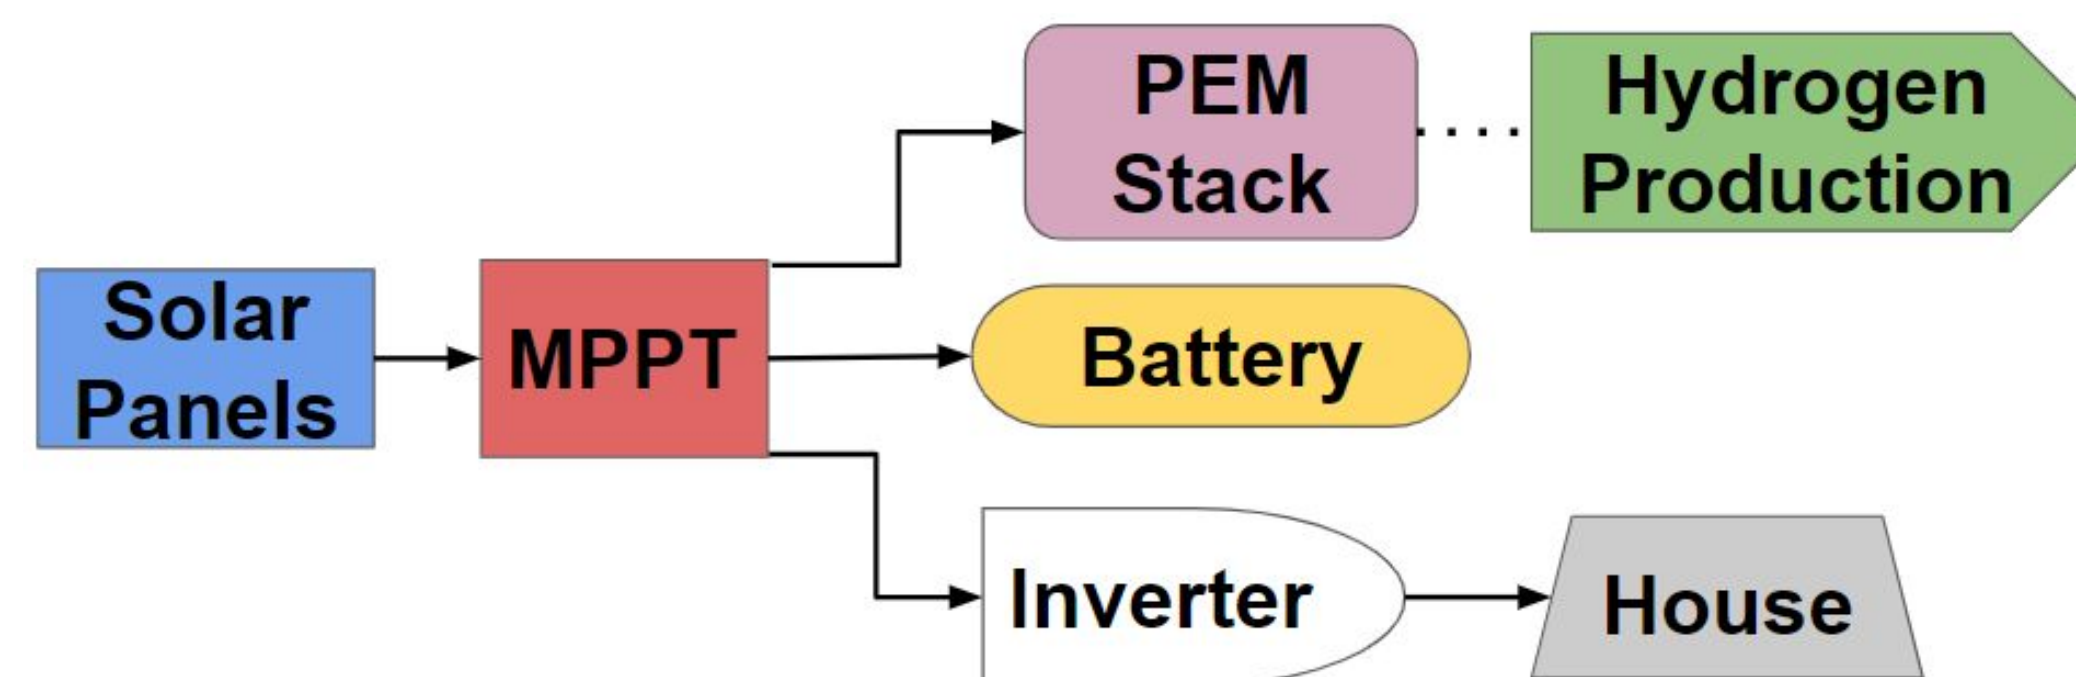 Solar
Panels
MPPT
PEM
Stack
Hydrogen
Production
Battery
Inverter
House